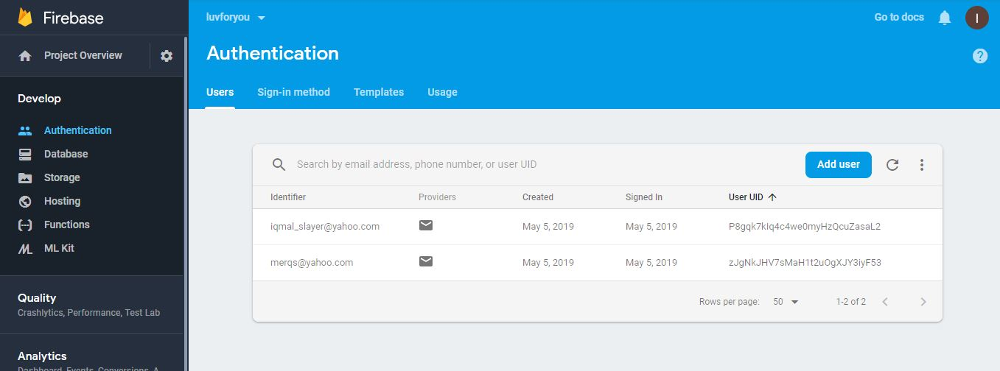 Firebase
luvforyou
Go to docs
I
Project Overview
Authentication
Users Sign-in method Templates Usage
Develop
Authentication
Database
Storage
Hosting
Functions
ML Kit
Quality
Crashlytics, Performance, Test Lab
Analytics
Dashboard, Events, Conversions, A
Search by email address, phone number, or user UID
Add user
Identifier Providers Created Signed In User UID
iqmal_slayer@yahoo.com May 5, 2019 May 5, 2019 P8gqk7kIq4c4we0myHzQcuZasaL2
merqs@yahoo.com May 5, 2019 May 5, 2019 zJgNkJHV7sMaH1t2uOgXJY3iyF53
Rows per page: 50 1-2 of 2